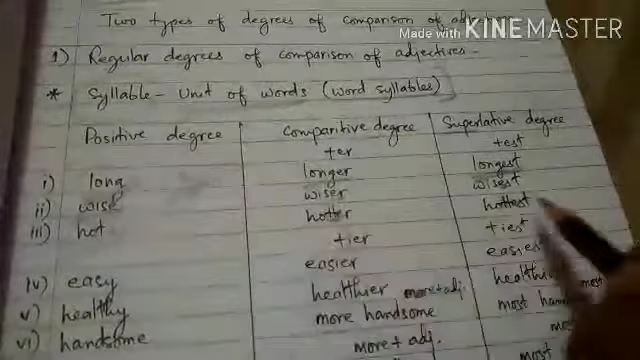 Two types of degrees of comparison of
Made with KINEMASTER
1) Regular degrees of comparison of adjectives -
* Syllable - Unit of words (word syllables)
Positive degree Comparitive degree Superlative degree
+er +est
i) long longer longest
ii) wise wiser wisest
iii) hot hotter hottest
+ier +iest
iv) easy easier easiest
v) healthy healthier more+adj. most
vi) handsome more handsome most
more + adj. most